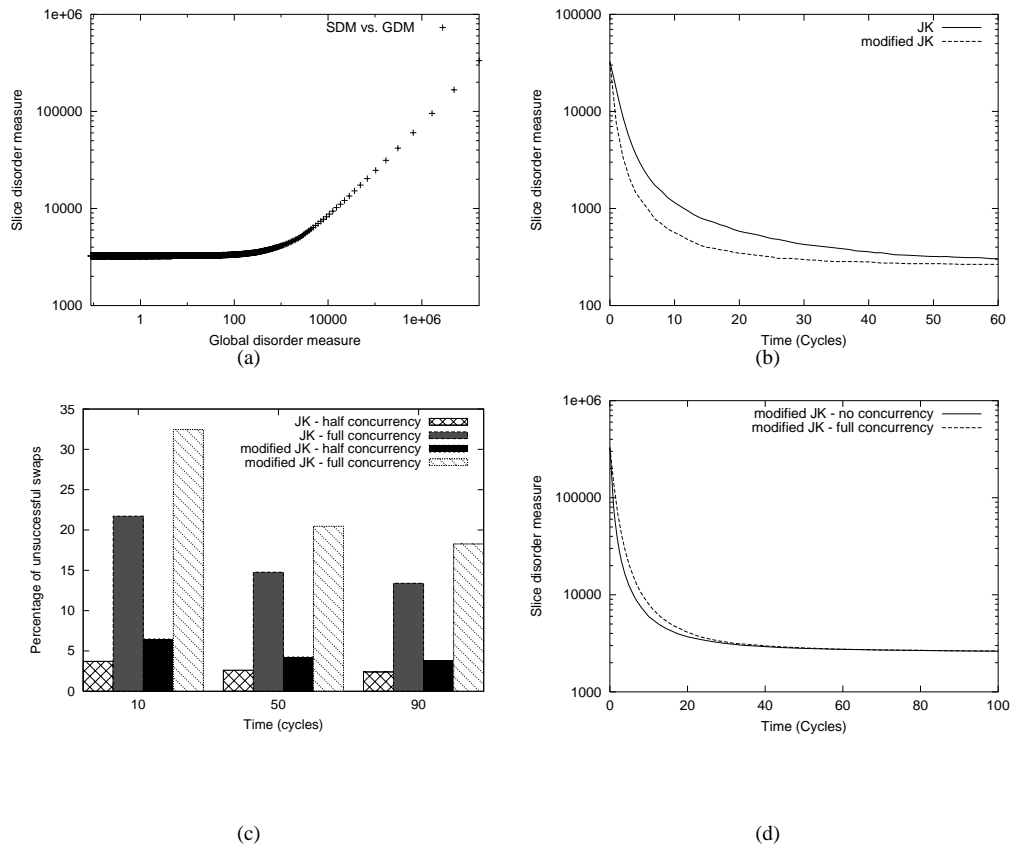 1e+06
100000
10000
1000
Slice disorder measure
SDM vs. GDM
1
100
10000
1e+06
Global disorder measure
(a)
100000
10000
1000
100
Slice disorder measure
JK
modified JK
0
10
20
30
40
50
60
Time (Cycles)
(b)
35
30
25
20
15
10
5
0
Percentage of unsuccessful swaps
JK - half concurrency
JK - full concurrency
modified JK - half concurrency
modified JK - full concurrency
10
50
90
Time (cycles)
(c)
1e+06
100000
10000
1000
Slice disorder measure
modified JK - no concurrency
modified JK - full concurrency
0
20
40
60
80
100
Time (Cycles)
(d)